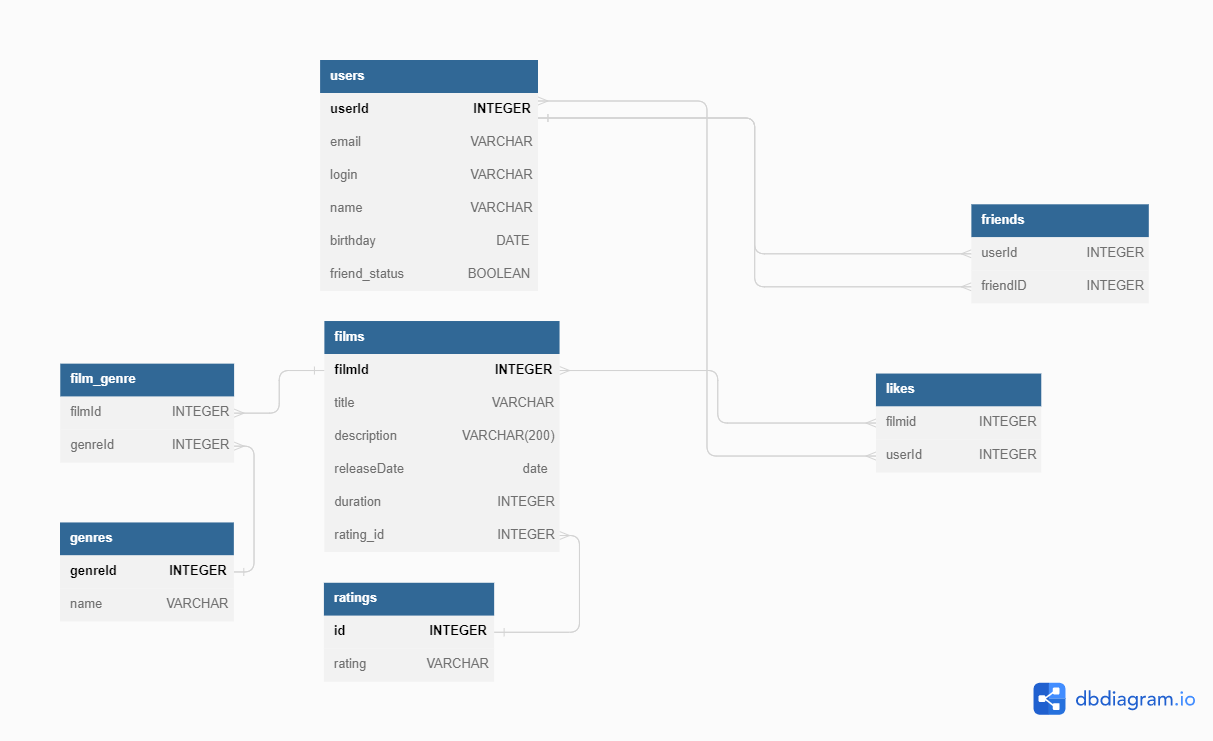 users
userId INTEGER
email VARCHAR
login VARCHAR
name VARCHAR
birthday DATE
friend_status BOOLEAN
friends
userId INTEGER
friendID INTEGER
films
filmId INTEGER
title VARCHAR
description VARCHAR(200)
releaseDate date
duration INTEGER
rating_id INTEGER
film_genre
filmId INTEGER
genreId INTEGER
likes
filmid INTEGER
userId INTEGER
genres
genreId INTEGER
name VARCHAR
ratings
id INTEGER
rating VARCHAR
dbdiagram.io